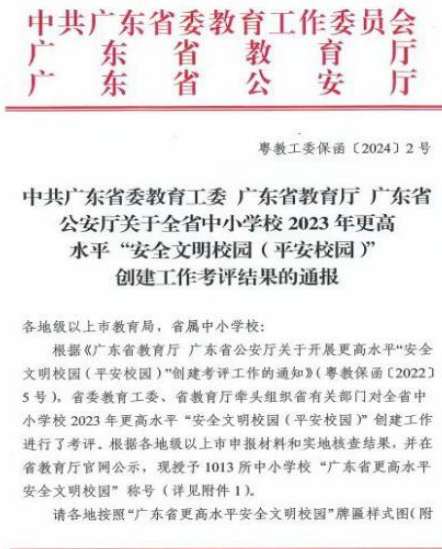 中共广东省委教育工作委员会
广东省教育厅
广东省公安厅
粤教工委保函〔2024〕2号
中共广东省委教育工委 广东省教育厅 广东省
公安厅关于全省中小学校 2023 年更高
水平“安全文明校园（平安校园）”
创建工作考评结果的通报
各地级以上市教育局，省属中小学校：
根据《广东省教育厅 广东省公安厅关于开展更高水平“安全
文明校园（平安校园）”创建考评工作的通知》（粤教保函〔2022〕
5号），省委教育工委、省教育厅牵头组织省有关部门对全省中
小学校 2023 年更高水平“安全文明校园（平安校园）”创建工作
进行了考评。根据各地级以上市申报材料和实地核查结果，并在
省教育厅官网公示，现授予 1013 所中小学校“广东省更高水平
安全文明校园”称号（详见附件1）。
请各地按照“广东省更高水平安全文明校园”牌匾样式图（附